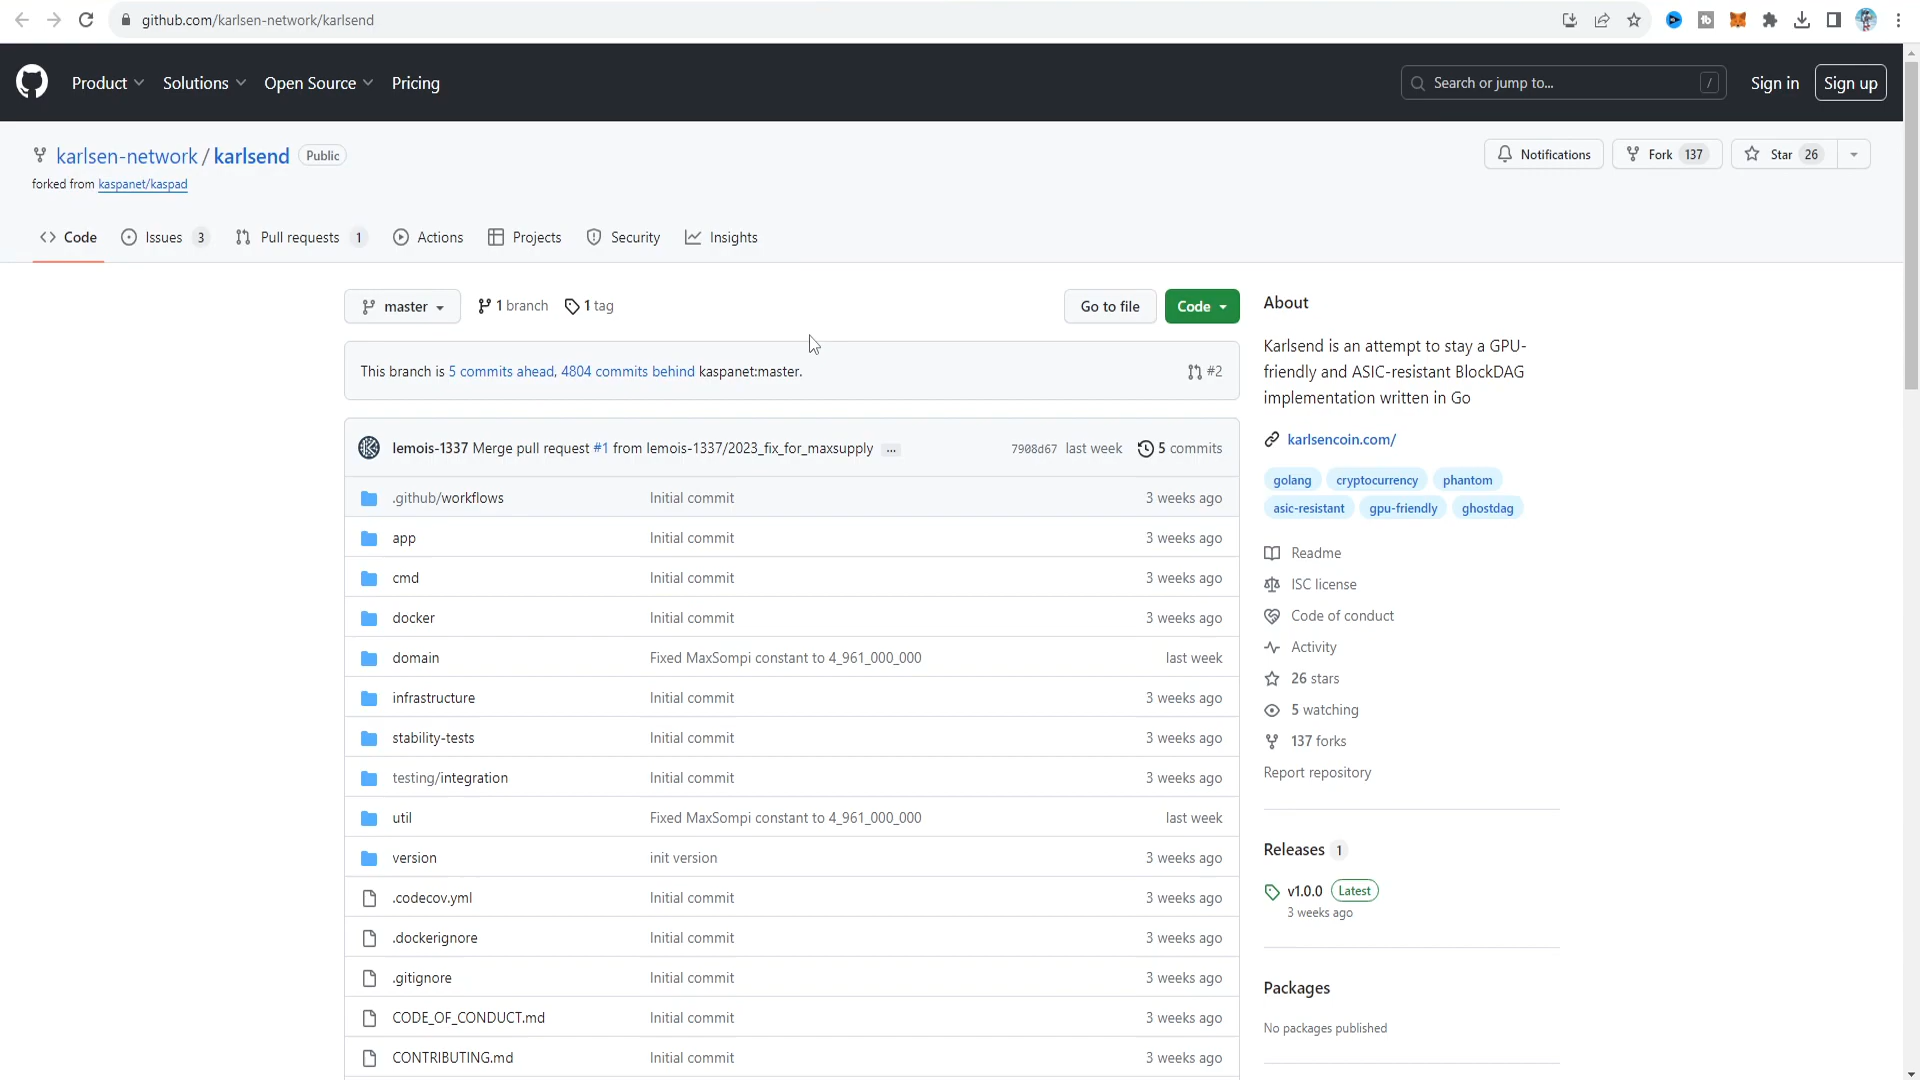 github.com/karlsen-network/karlsend
Product Solutions Open Source Pricing
Search or jump to... /
Sign in Sign up
karlsen-network / karlsend Public
forked from kaspanet/kaspad
Notifications Fork 137 Star 26
Code Issues 3 Pull requests 1 Actions Projects Security Insights
master 1 branch 1 tag Go to file Code
This branch is 5 commits ahead, 4804 commits behind kaspanet:master. #2
lemois-1337 Merge pull request #1 from lemois-1337/2023_fix_for_maxsupply ... 7908d67 last week 5 commits
.github/workflows Initial commit 3 weeks ago
app Initial commit 3 weeks ago
cmd Initial commit 3 weeks ago
docker Initial commit 3 weeks ago
domain Fixed MaxSompi constant to 4_961_000_000 last week
infrastructure Initial commit 3 weeks ago
stability-tests Initial commit 3 weeks ago
testing/integration Initial commit 3 weeks ago
util Fixed MaxSompi constant to 4_961_000_000 last week
version init version 3 weeks ago
.codecov.yml Initial commit 3 weeks ago
.dockerignore Initial commit 3 weeks ago
.gitignore Initial commit 3 weeks ago
CODE_OF_CONDUCT.md Initial commit 3 weeks ago
CONTRIBUTING.md Initial commit 3 weeks ago
About
Karlsend is an attempt to stay a GPU-
friendly and ASIC-resistant BlockDAG
implementation written in Go
karlsencoin.com/
golang cryptocurrency phantom
asic-resistant gpu-friendly ghostdag
Readme
ISC license
Code of conduct
Activity
26 stars
5 watching
137 forks
Report repository
Releases 1
v1.0.0 Latest
3 weeks ago
Packages
No packages published